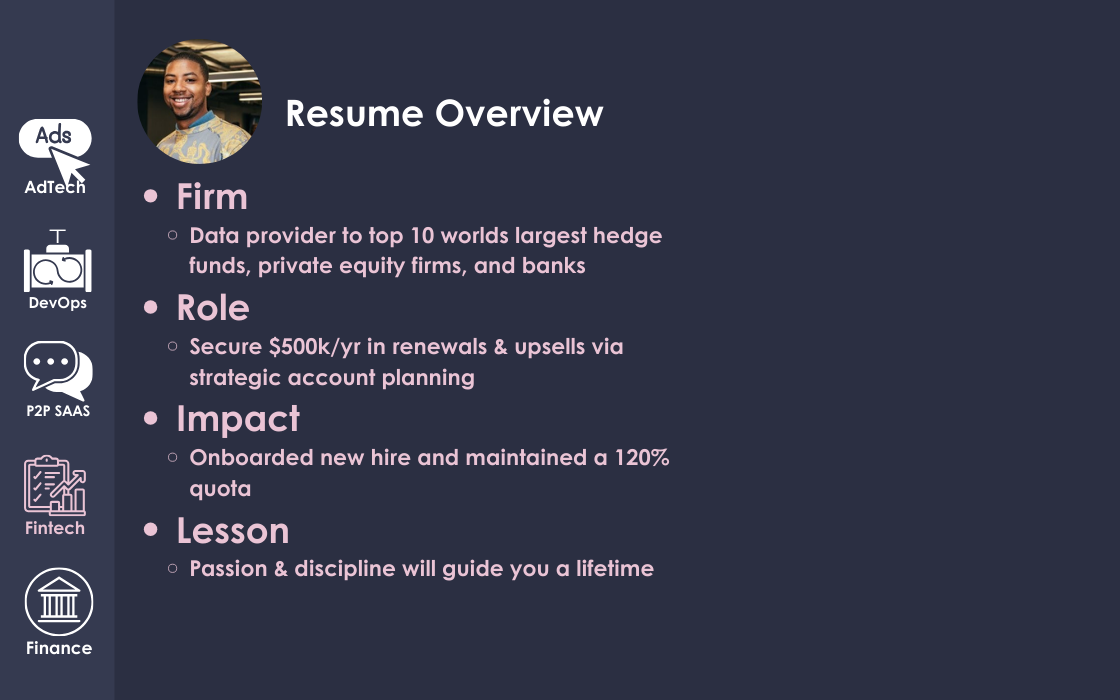 Ads
AdTech
DevOps
P2P SAAS
Fintech
Finance
Resume Overview
• Firm
○ Data provider to top 10 worlds largest hedge
funds, private equity firms, and banks
• Role
○ Secure $500k/yr in renewals & upsells via
strategic account planning
• Impact
○ Onboarded new hire and maintained a 120%
quota
• Lesson
○ Passion & discipline will guide you a lifetime